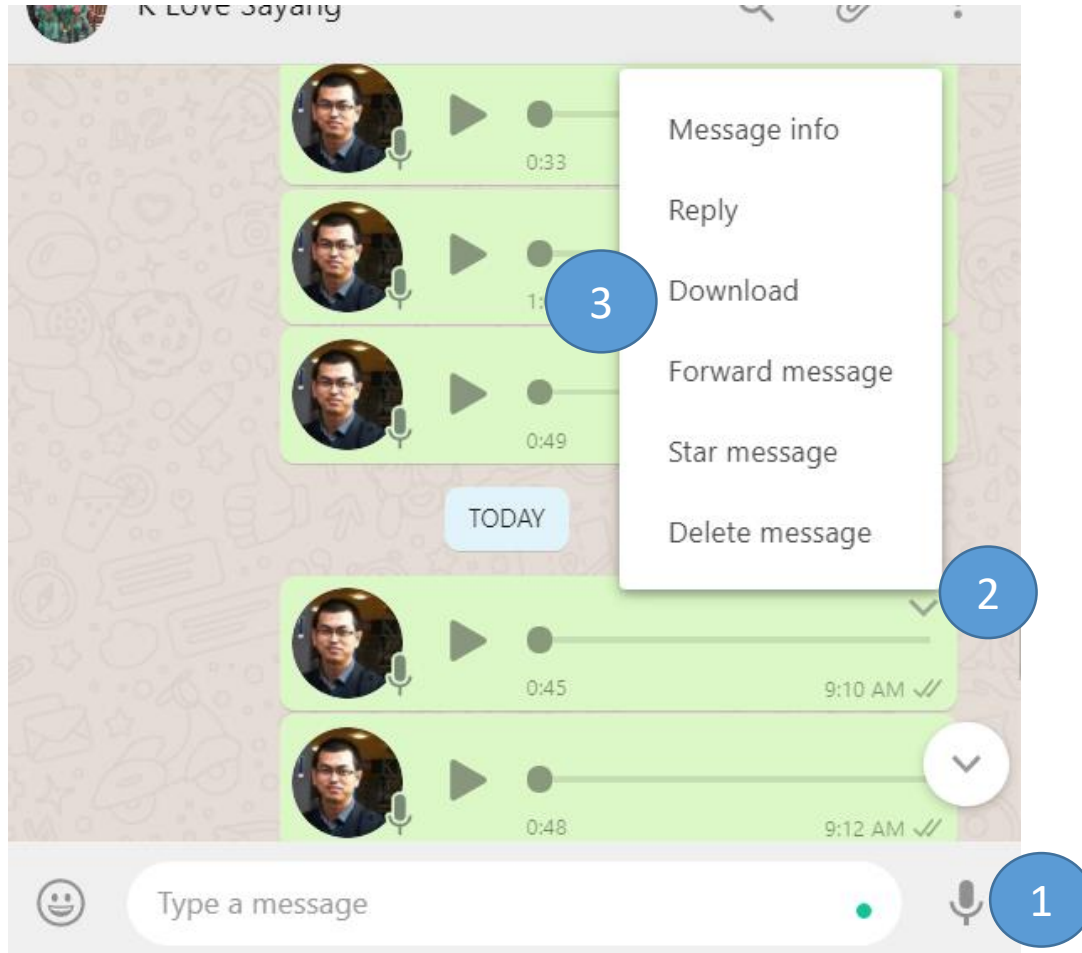 K Love Sayang
Message info
0:33
Reply
Download
3
Forward message
0:49
Star message
TODAY
Delete message
2
0:45
9:10 AM
0:48
9:12 AM
Type a message
1